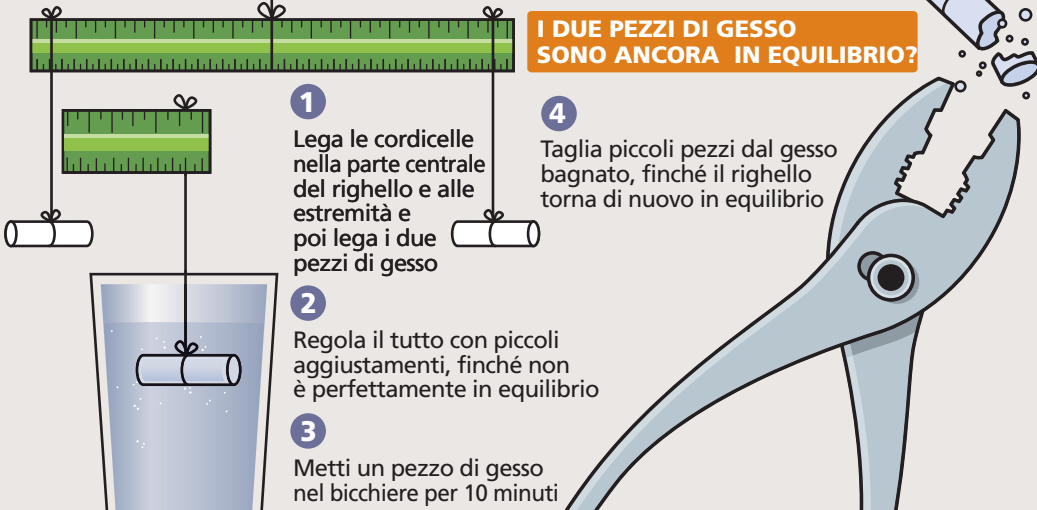 I DUE PEZZI DI GESSO
SONO ANCORA IN EQUILIBRIO?
1
Lega le cordicelle
nella parte centrale
del righello e alle
estremità e
poi lega i due
pezzi di gesso
2
Regola il tutto con piccoli
aggiustamenti, finché non
è perfettamente in equilibrio
3
Metti un pezzo di gesso
nel bicchiere per 10 minuti
4
Taglia piccoli pezzi dal gesso
bagnato, finché il righello
torna di nuovo in equilibrio